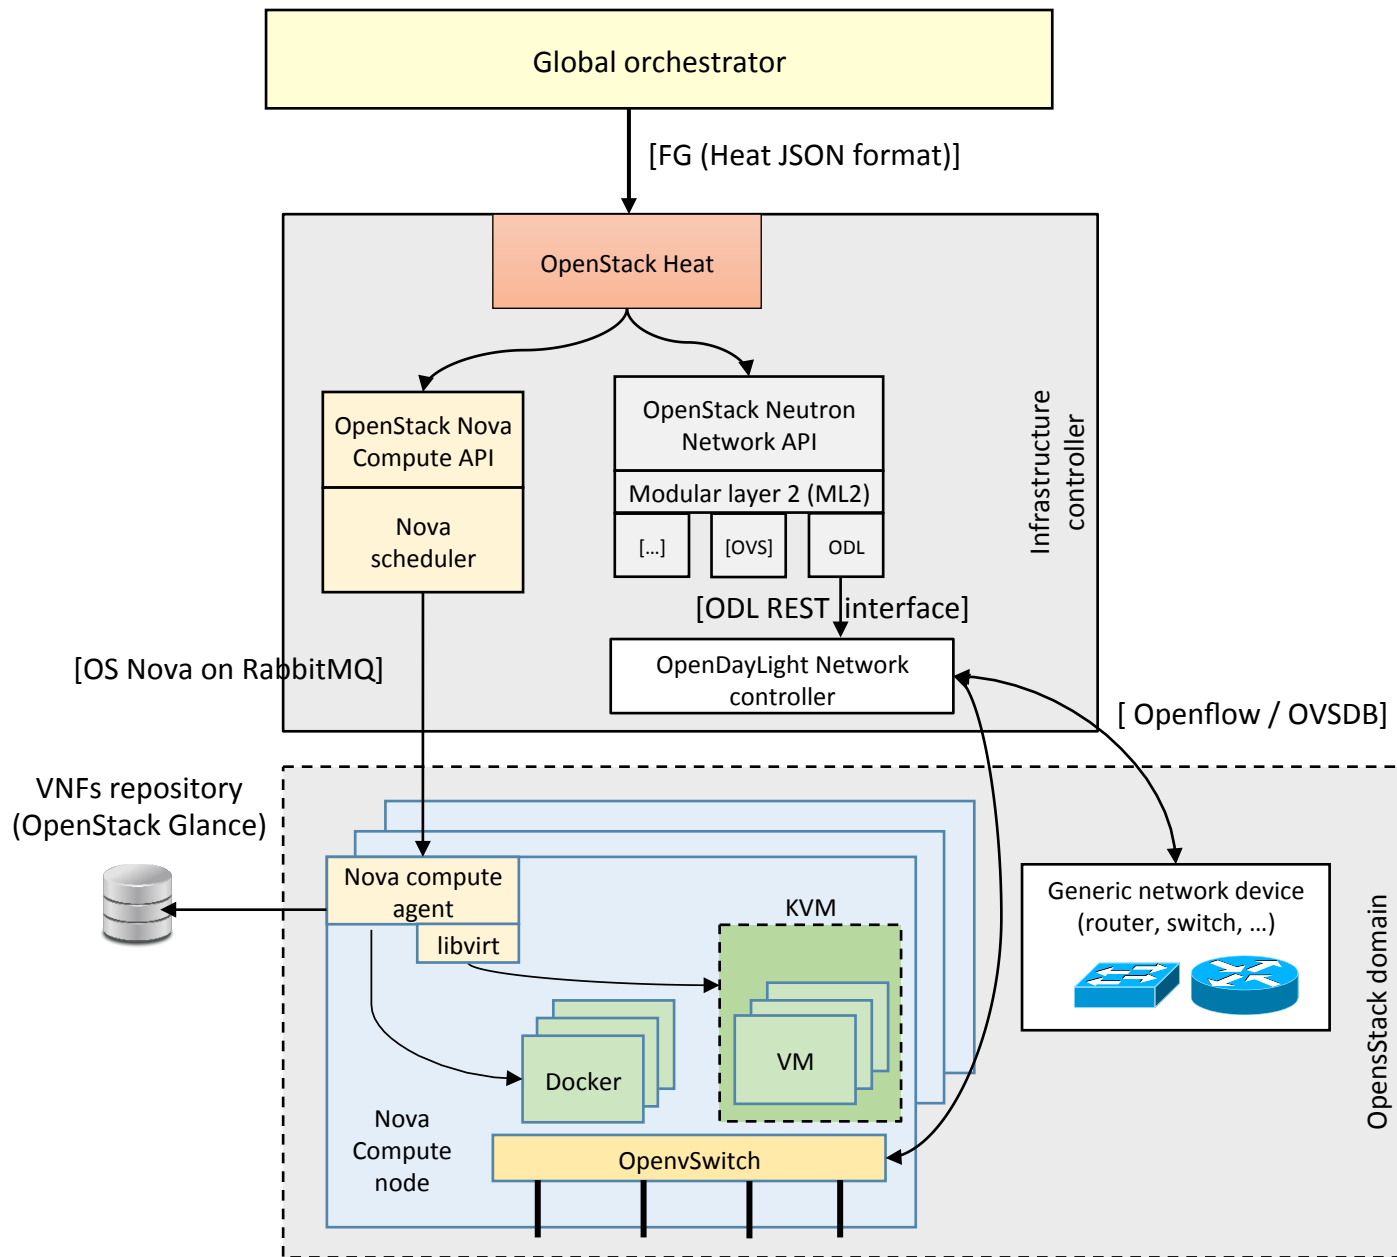 Global orchestrator
[FG (Heat JSON format)]
OpenStack Heat
OpenStack Nova
Compute API
Nova
scheduler
OpenStack Neutron
Network API
Modular layer 2 (ML2)
[...]
[OVS]
ODL
Infrastructure
controller
[ODL REST interface]
OpenDayLight Network
controller
[OS Nova on RabbitMQ]
[ Openflow / OVSDB]
VNFs repository
(OpenStack Glance)
Nova compute
agent
libvirt
KVM
VM
Docker
Nova
Compute
node
OpenvSwitch
Generic network device
(router, switch, ...)
OpensStack domain